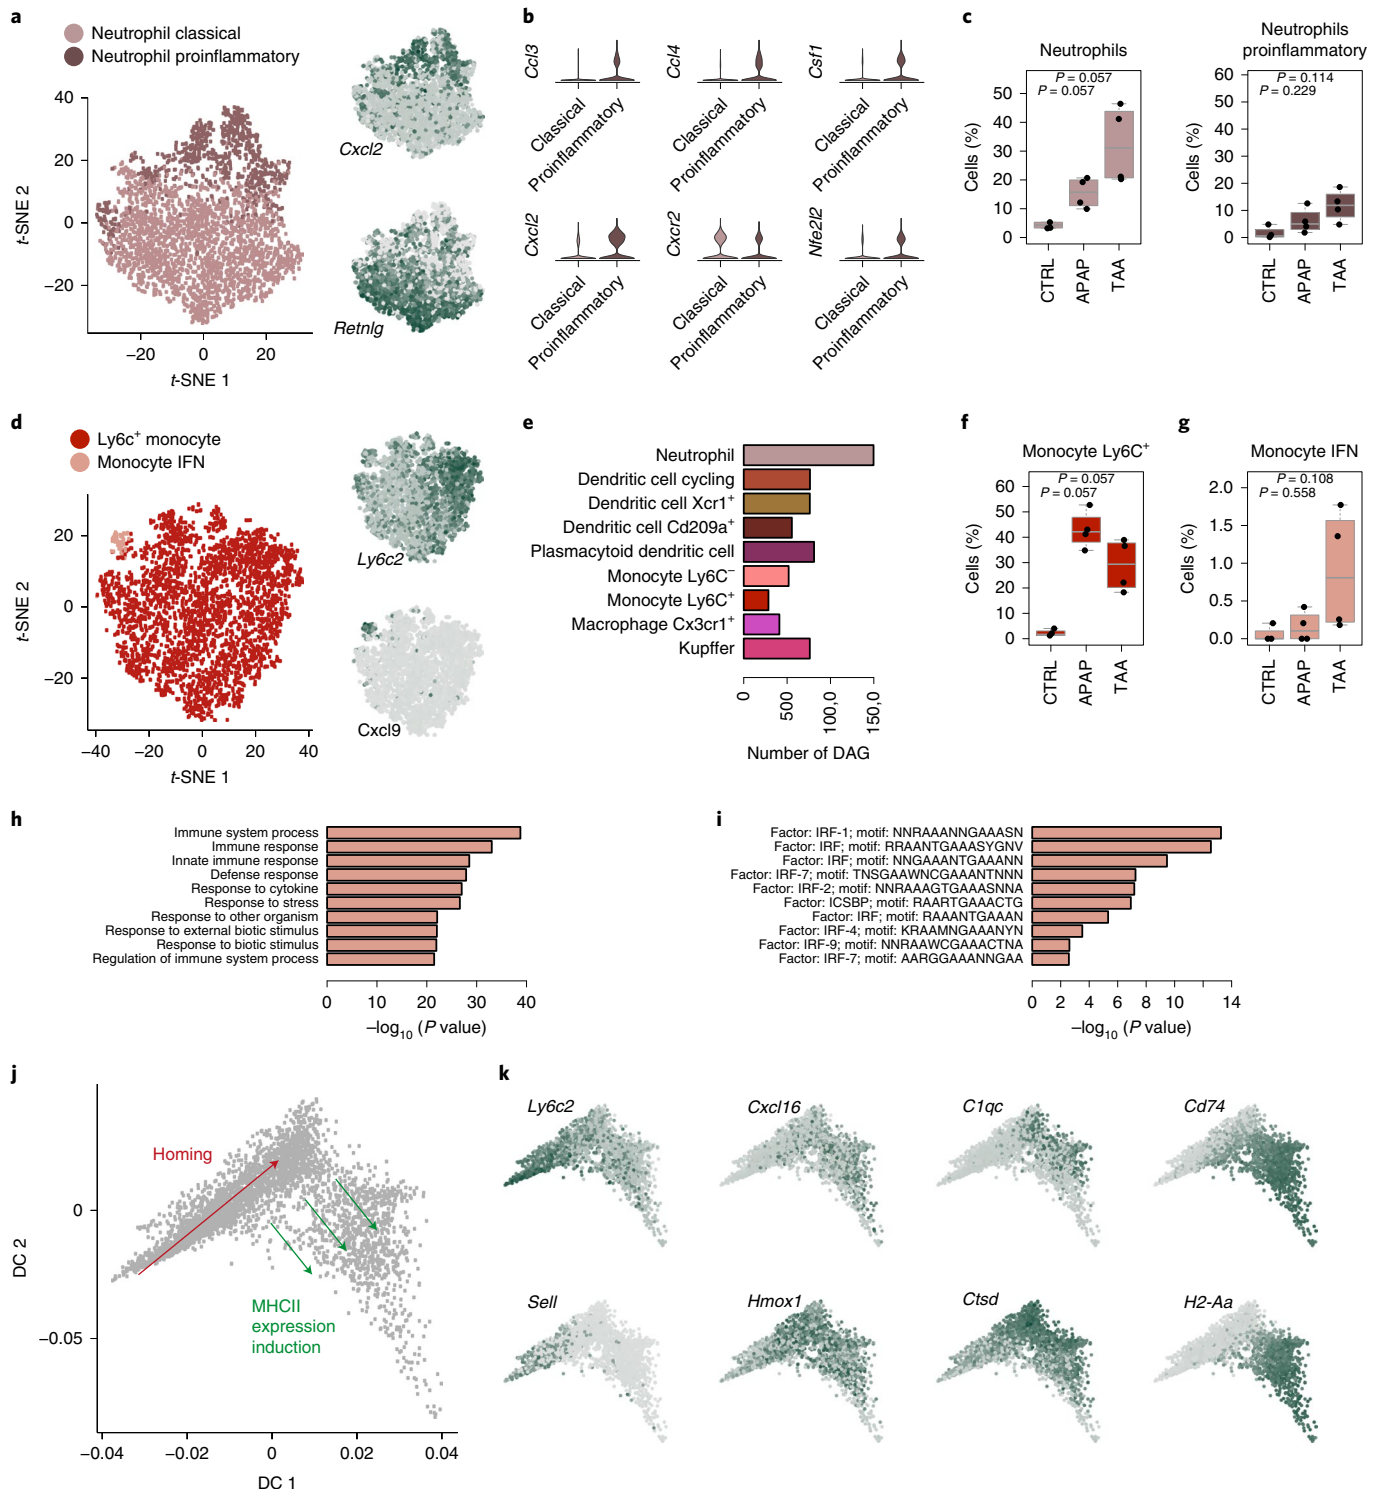 a
Neutrophil classical
Neutrophil proinflammatory
40
20
0
−20
t-SNE 2
−20
0
20
t-SNE 1
Cxcl2
Retnlg
b
Ccl3
Classical
Proinflammatory
Ccl4
Classical
Proinflammatory
Csf1
Classical
Proinflammatory
Cxcl2
Classical
Proinflammatory
Cxcr2
Classical
Proinflammatory
Nfe2l2
Classical
Proinflammatory
c
Neutrophils
P = 0.057
P = 0.057
50
40
30
20
10
0
Cells (%)
CTRL
APAP
TAA
Neutrophils
proinflammatory
P = 0.114
P = 0.229
60
50
40
30
20
10
0
Cells (%)
CTRL
APAP
TAA
d
Ly6c+ monocyte
Monocyte IFN
20
0
−20
t-SNE 2
−40
−20
0
20
40
t-SNE 1
Ly6c2
Cxcl9
e
Neutrophil
Dendritic cell cycling
Dendritic cell Xcr1+
Dendritic cell Cd209a+
Plasmacytoid dendritic cell
Monocyte Ly6C−
Monocyte Ly6C+
Macrophage Cx3cr1+
Kupffer
0
500
100,0
150,0
Number of DAG
f
Monocyte Ly6C+
P = 0.057
P = 0.057
60
50
40
30
20
10
0
Cells (%)
CTRL
APAP
TAA
g
Monocyte IFN
P = 0.108
P = 0.558
2.0
1.5
1.0
0.5
0.0
Cells (%)
CTRL
APAP
TAA
h
Immune system process
Immune response
Innate immune response
Defense response
Response to cytokine
Response to stress
Response to other organism
Response to external biotic stimulus
Response to biotic stimulus
Regulation of immune system process
0
10
20
30
40
−log10 (P value)
i
Factor: IRF-1; motif: NNRAAANNGAAASN
Factor: IRF; motif: RRAANTGAAASYGNV
Factor: IRF; motif: NNGAAANTGAAANN
Factor: IRF-7; motif: TNSGAAWNCGAAANTNNN
Factor: IRF-2; motif: NNRAAAGTGAAASNNA
Factor: ICSBP; motif: RAARTGAAACTG
Factor: IRF; motif: RAAANTGAAAN
Factor: IRF-4; motif: KRAAMNGAAANYN
Factor: IRF-9; motif: NNRAAWCGAAACTNA
Factor: IRF-7; motif: AARGGAAANNGAA
0
2
4
6
8
10
12
14
−log10 (P value)
j
Homing
MHCII
expression
induction
0
−0.05
DC 2
−0.04
−0.02
0
0.02
0.04
DC 1
k
Ly6c2
Cxcl16
C1qc
Cd74
Sell
Hmox1
Ctsd
H2-Aa